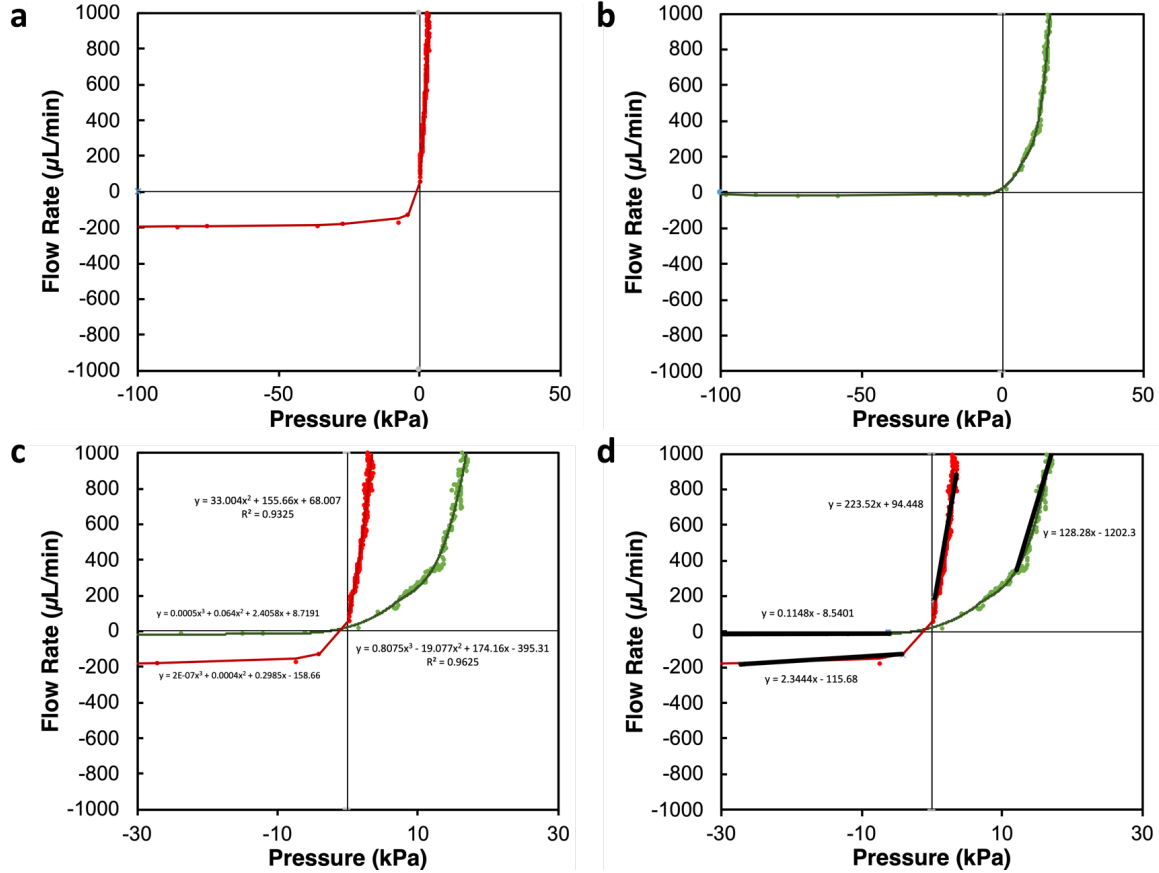 a
Flow Rate (µL/min)
1000
800
600
400
200
0
-200
-400
-600
-800
-1000
-100
-50
0
50
Pressure (kPa)
b
Flow Rate (µL/min)
1000
800
600
400
200
0
-200
-400
-600
-800
-1000
-100
-50
0
50
Pressure (kPa)
c
Flow Rate (µL/min)
1000
800
600
400
200
0
-200
-400
-600
-800
-1000
y = 33.004x² + 155.66x + 68.007
R² = 0.9325
y = 0.0005x³ + 0.064x² + 2.4058x + 8.7191
y = 0.8075x³ - 19.077x² + 174.16x - 395.31
R² = 0.9625
y = 2E-07x³ + 0.0004x² + 0.2985x - 158.66
-30
-10
10
30
Pressure (kPa)
d
Flow Rate (µL/min)
1000
800
600
400
200
0
-200
-400
-600
-800
-1000
y = 223.52x + 94.448
y = 128.28x - 1202.3
y = 0.1148x - 8.5401
y = 2.3444x - 115.68
-30
-10
10
30
Pressure (kPa)